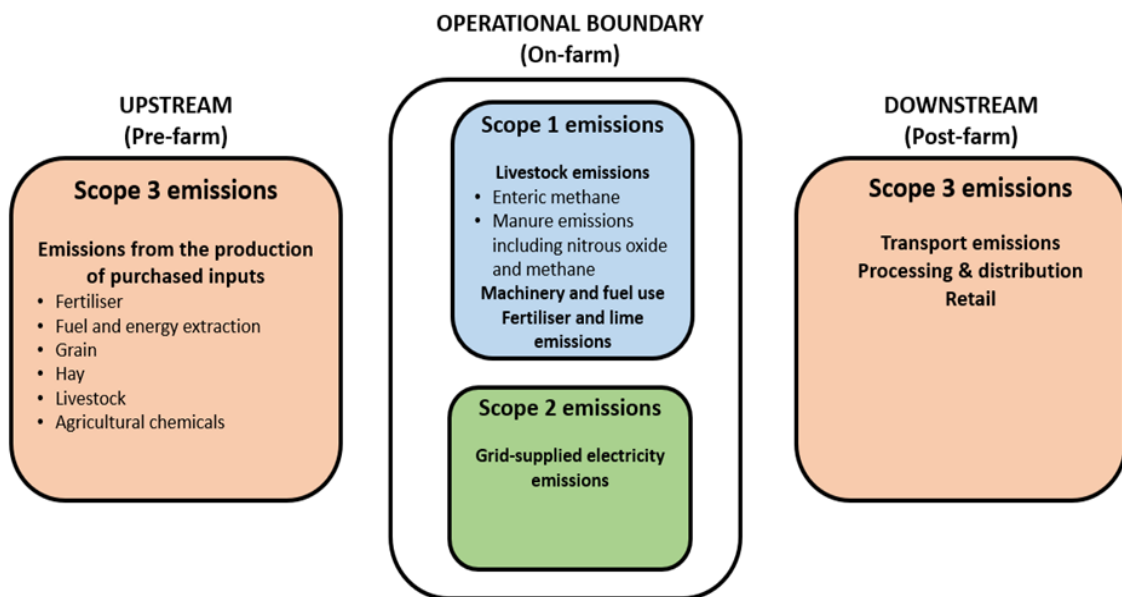 OPERATIONAL BOUNDARY
(On-farm)
UPSTREAM
(Pre-farm)
Scope 3 emissions
Emissions from the production
of purchased inputs
• Fertiliser
• Fuel and energy extraction
• Grain
• Hay
• Livestock
• Agricultural chemicals
Scope 1 emissions
Livestock emissions
• Enteric methane
• Manure emissions
including nitrous oxide
and methane
Machinery and fuel use
Fertiliser and lime
emissions
Scope 2 emissions
Grid-supplied electricity
emissions
DOWNSTREAM
(Post-farm)
Scope 3 emissions
Transport emissions
Processing & distribution
Retail